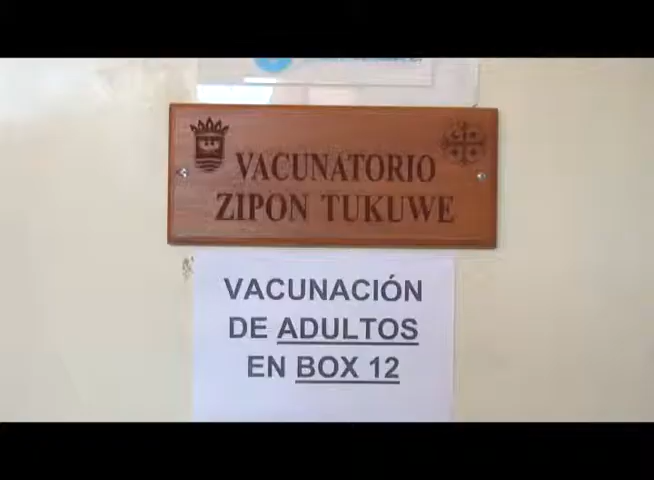 VACUNATORIO
ZIPON TUKUWE
VACUNACIÓN
DE ADULTOS
EN BOX 12